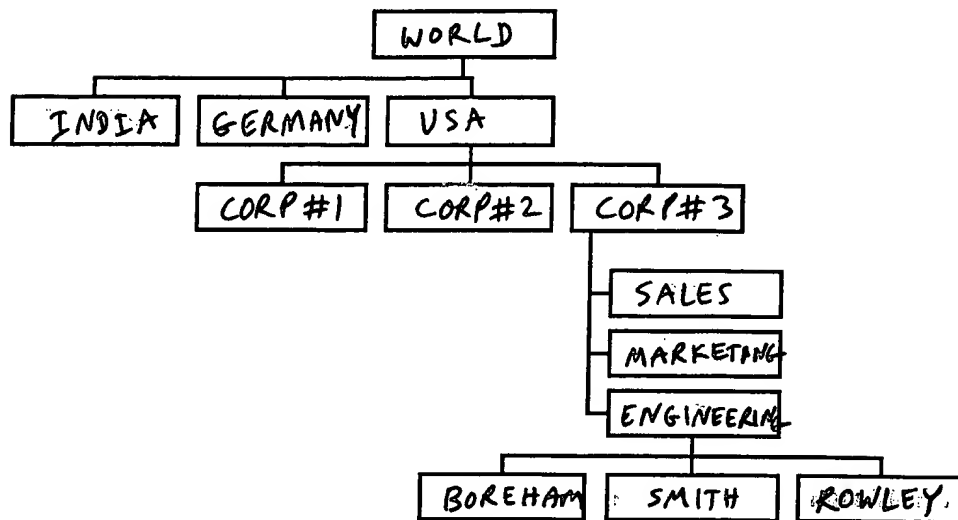 WORLD
INDIA GERMANY USA
CORP#1 CORP#2 CORP#3
SALES
MARKETING
ENGINEERING
BOREHAM SMITH ROWLEY